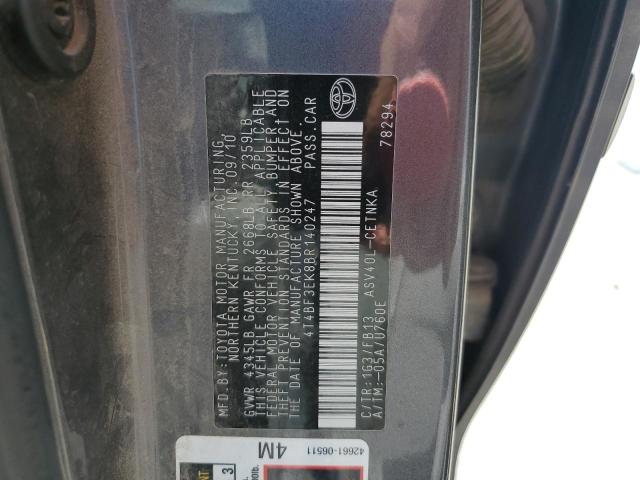 MFD.BY:TOYOTA MOTOR MANUFACTURING,
NORTHERN KENTUCKY, INC. 09/10
GVWR 4345LB GAWR FR 2668LB RR 2359LB
THIS VEHICLE CONFORMS TO ALL APPLICABLE
FEDERAL MOTOR VEHICLE SAFETY, BUMPER AND
THEFT PREVENTION STANDARDS IN EFFECT ON
THE DATE OF MANUFACTURE SHOWN ABOVE.
4T4BF3EK8BR140247 PASS.CAR
C/TR:1G3/FB13 ASV40L-CETNKA
A/TM:-05A/U760E 78294
4M
42661-06511
3